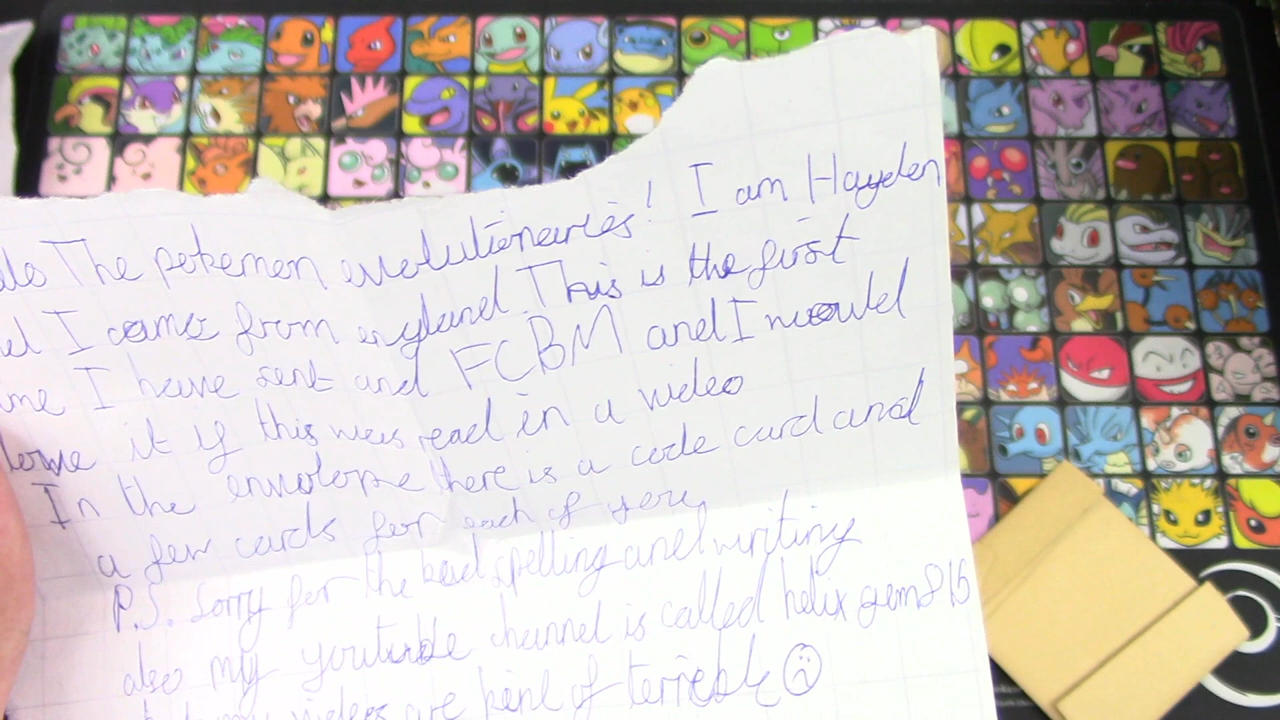 The pokemon evolutionaries! I am Hayden
I come from england. This is the first
I have sent and FCBM and I would
it if this was read in a video
In the envolope there is a code card and
a few cards for each of you
P.S. Sorry for the bad spelling and writing
also my youtube channel is called helix gem
my videos are kind of terrible ☹